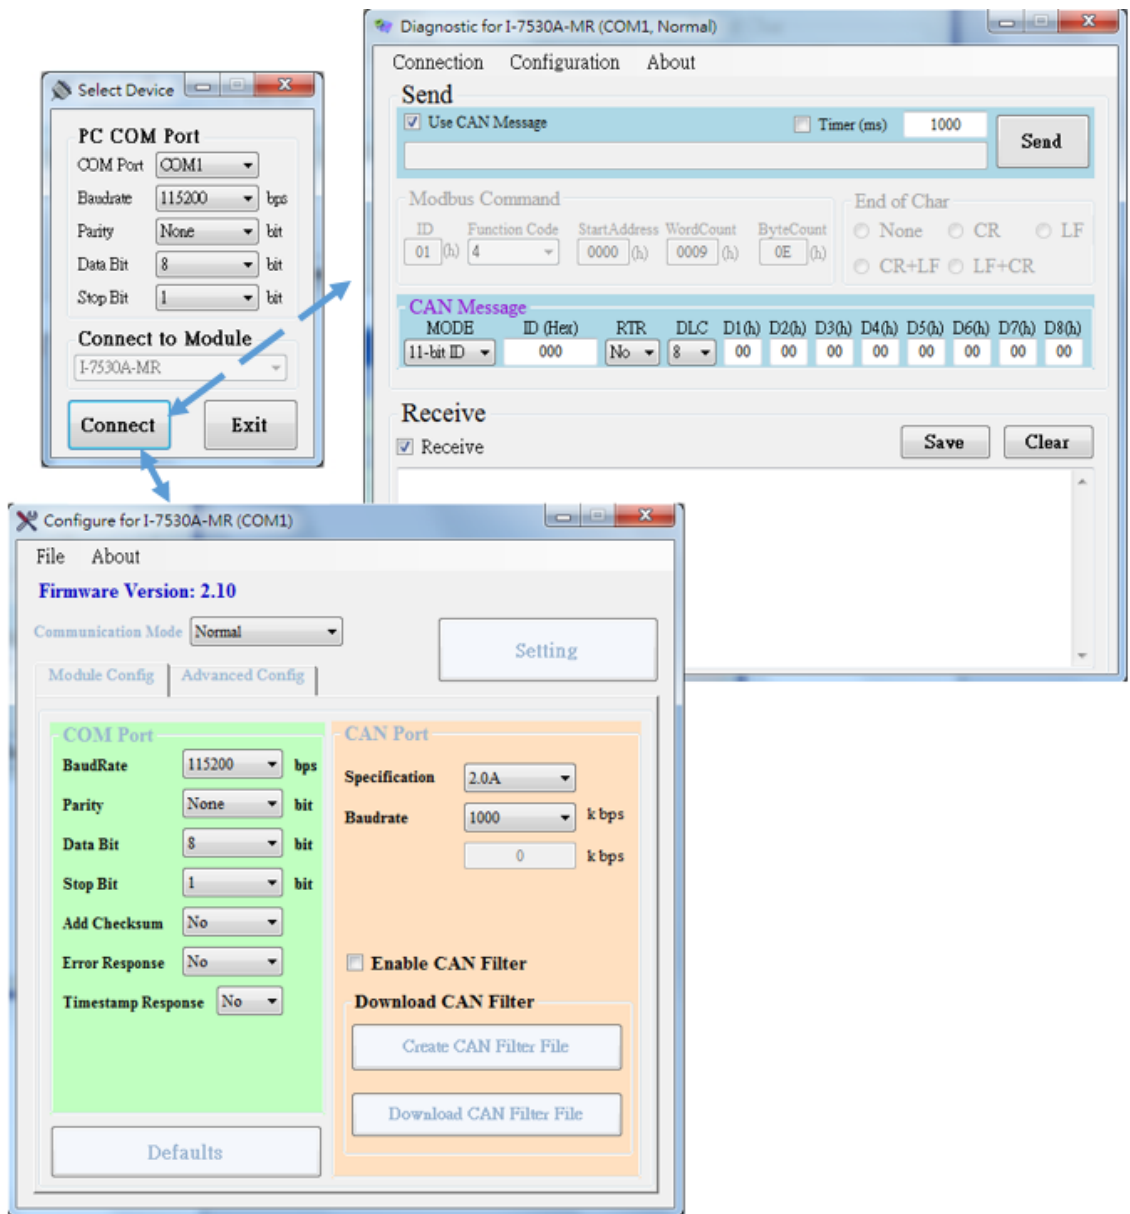 Select Device
PC COM Port
COM Port COM1
Baudrate 115200 bps
Parity None bit
Data Bit 8 bit
Stop Bit 1 bit
Connect to Module
I-7530A-MR
Connect Exit
Diagnostic for I-7530A-MR (COM1, Normal)
Connection Configuration About
Send
Use CAN Message Timer (ms) 1000 Send
Modbus Command End of Char
ID Function Code StartAddress WordCount ByteCount None CR LF
01 (h) 4 0000 (h) 0009 (h) 0E (h) CR+LF LF+CR
CAN Message
MODE ID (Hex) RTR DLC D1(h) D2(h) D3(h) D4(h) D5(h) D6(h) D7(h) D8(h)
11-bit ID 000 No 8 00 00 00 00 00 00 00 00
Receive
Receive Save Clear
Configure for I-7530A-MR (COM1)
File About
Firmware Version: 2.10
Communication Mode Normal Setting
Module Config Advanced Config
COM Port
BaudRate 115200 bps
Parity None bit
Data Bit 8 bit
Stop Bit 1 bit
Add Checksum No
Error Response No
Timestamp Response No
Defaults
CAN Port
Specification 2.0A
Baudrate 1000 k bps
0 k bps
Enable CAN Filter
Download CAN Filter
Create CAN Filter File
Download CAN Filter File